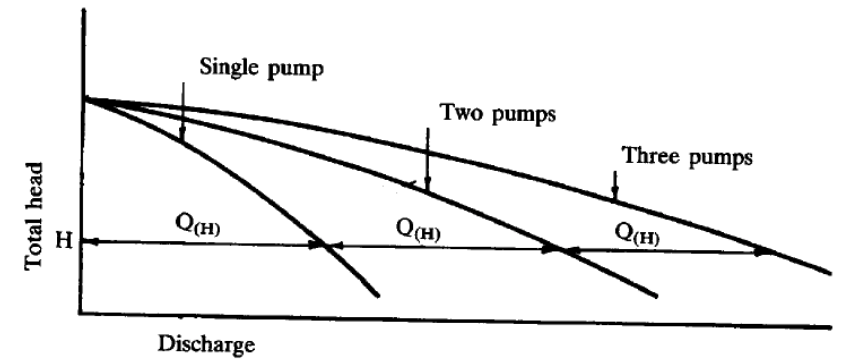 Single pump
Two pumps
Three pumps
Total head
H
Q(H)
Q(H)
Q(H)
Discharge